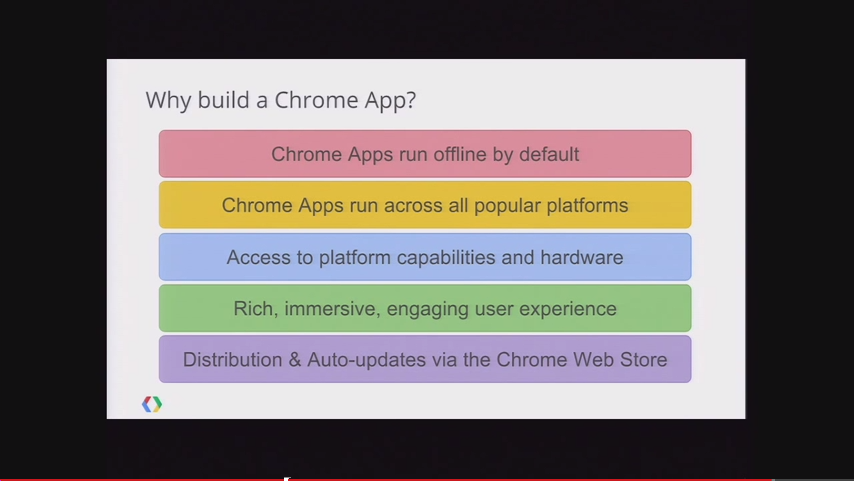 Why build a Chrome App?
Chrome Apps run offline by default
Chrome Apps run across all popular platforms
Access to platform capabilities and hardware
Rich, immersive, engaging user experience
Distribution & Auto-updates via the Chrome Web Store